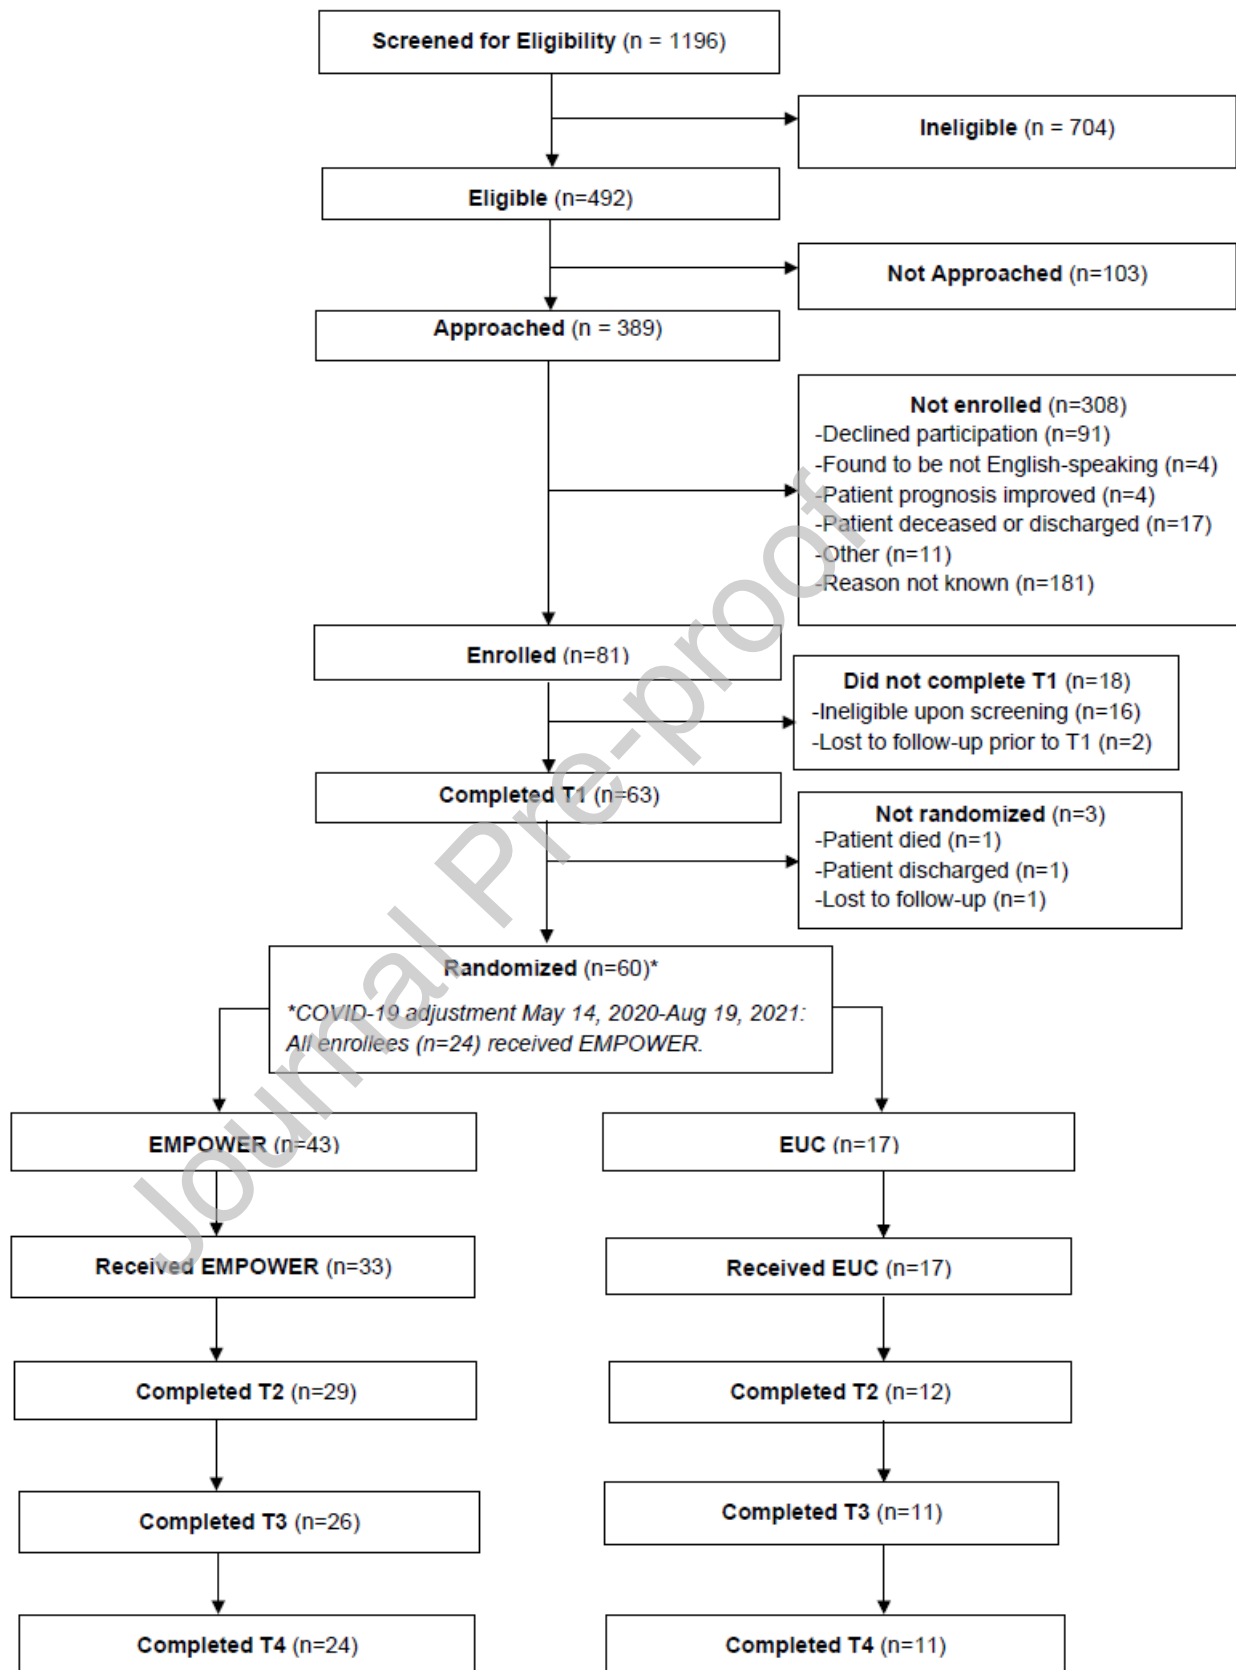 Screened for Eligibility (n = 1196)
Ineligible (n = 704)
Eligible (n=492)
Not Approached (n=103)
Approached (n = 389)
Not enrolled (n=308)
-Declined participation (n=91)
-Found to be not English-speaking (n=4)
-Patient prognosis improved (n=4)
-Patient deceased or discharged (n=17)
-Other (n=11)
-Reason not known (n=181)
Enrolled (n=81)
Did not complete T1 (n=18)
-Ineligible upon screening (n=16)
-Lost to follow-up prior to T1 (n=2)
Completed T1 (n=63)
Not randomized (n=3)
-Patient died (n=1)
-Patient discharged (n=1)
-Lost to follow-up (n=1)
Randomized (n=60)*
*COVID-19 adjustment May 14, 2020-Aug 19, 2021:
All enrollees (n=24) received EMPOWER.
EMPOWER (n=43)
EUC (n=17)
Received EMPOWER (n=33)
Received EUC (n=17)
Completed T2 (n=29)
Completed T2 (n=12)
Completed T3 (n=26)
Completed T3 (n=11)
Completed T4 (n=24)
Completed T4 (n=11)
Journal Pre-proof